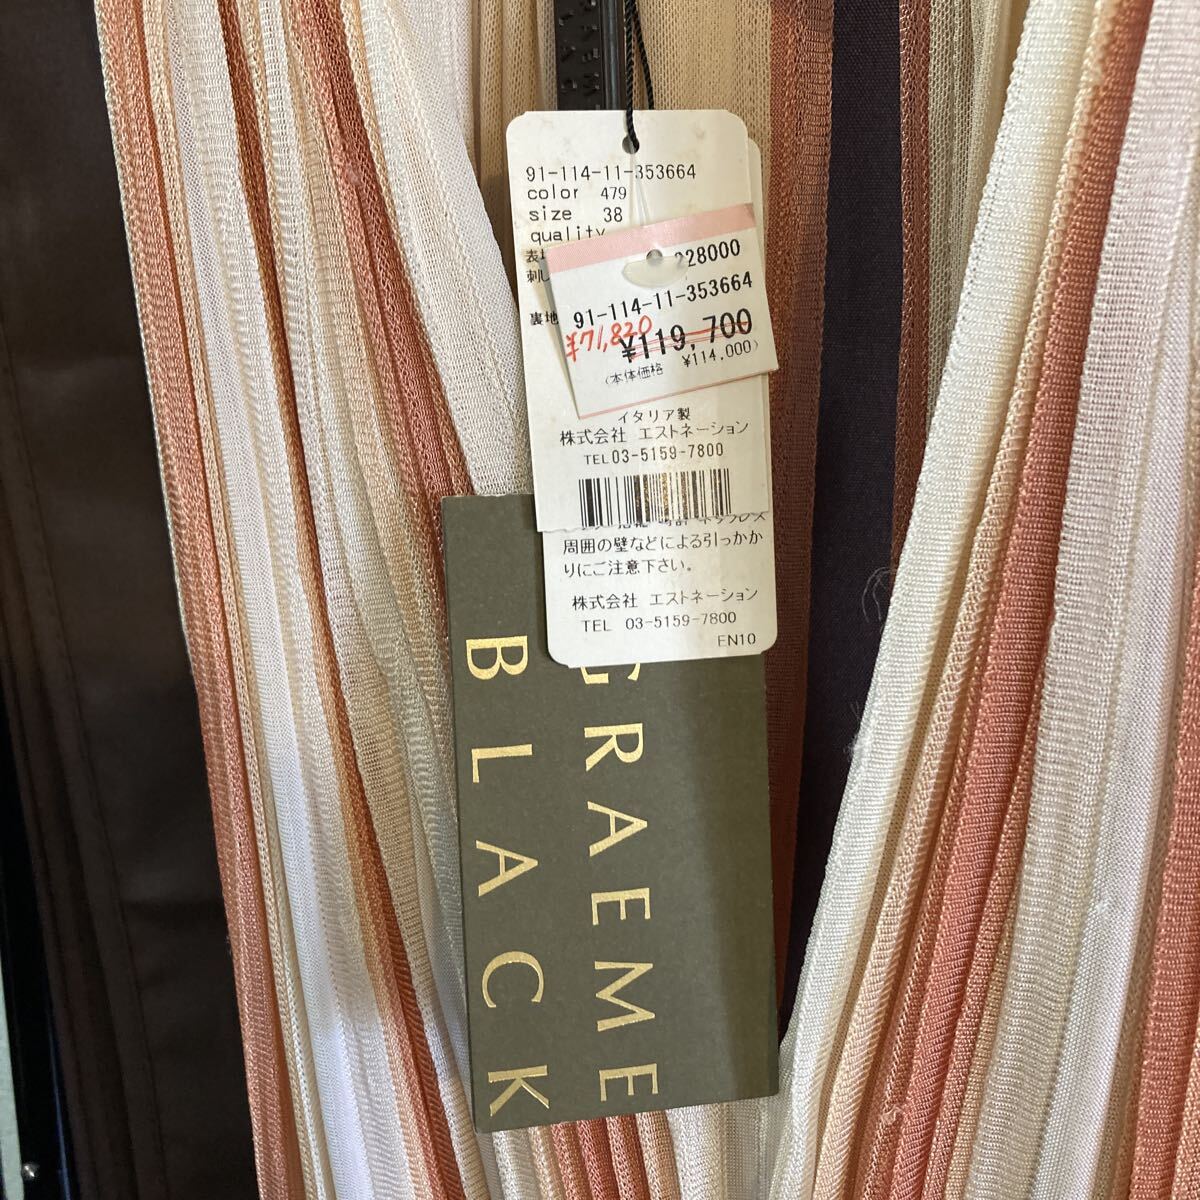 91-114-11-353664
color 479
size 38
quality
表地
刺し
裏地
228000
91-114-11-353664
¥71,820
¥119,700
(本体価格 ¥114,000)
イタリア製
株式会社 エストネーション
TEL 03-5159-7800
周囲の壁などによる引っかか
りにご注意下さい。
株式会社 エストネーション
TEL 03-5159-7800
EN10
GRAEME
BLACK